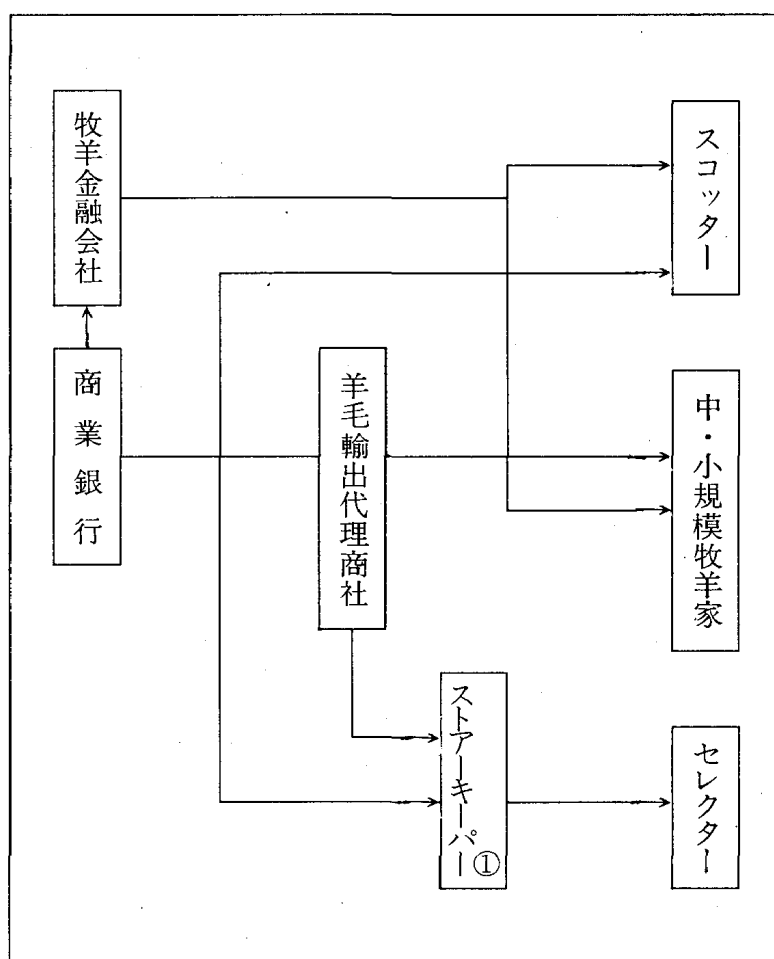 牧羊金融会社
スコッター
商業銀行
羊毛輸出代理商社
中・小規模牧羊家
ストアーキーパー①
セレクター